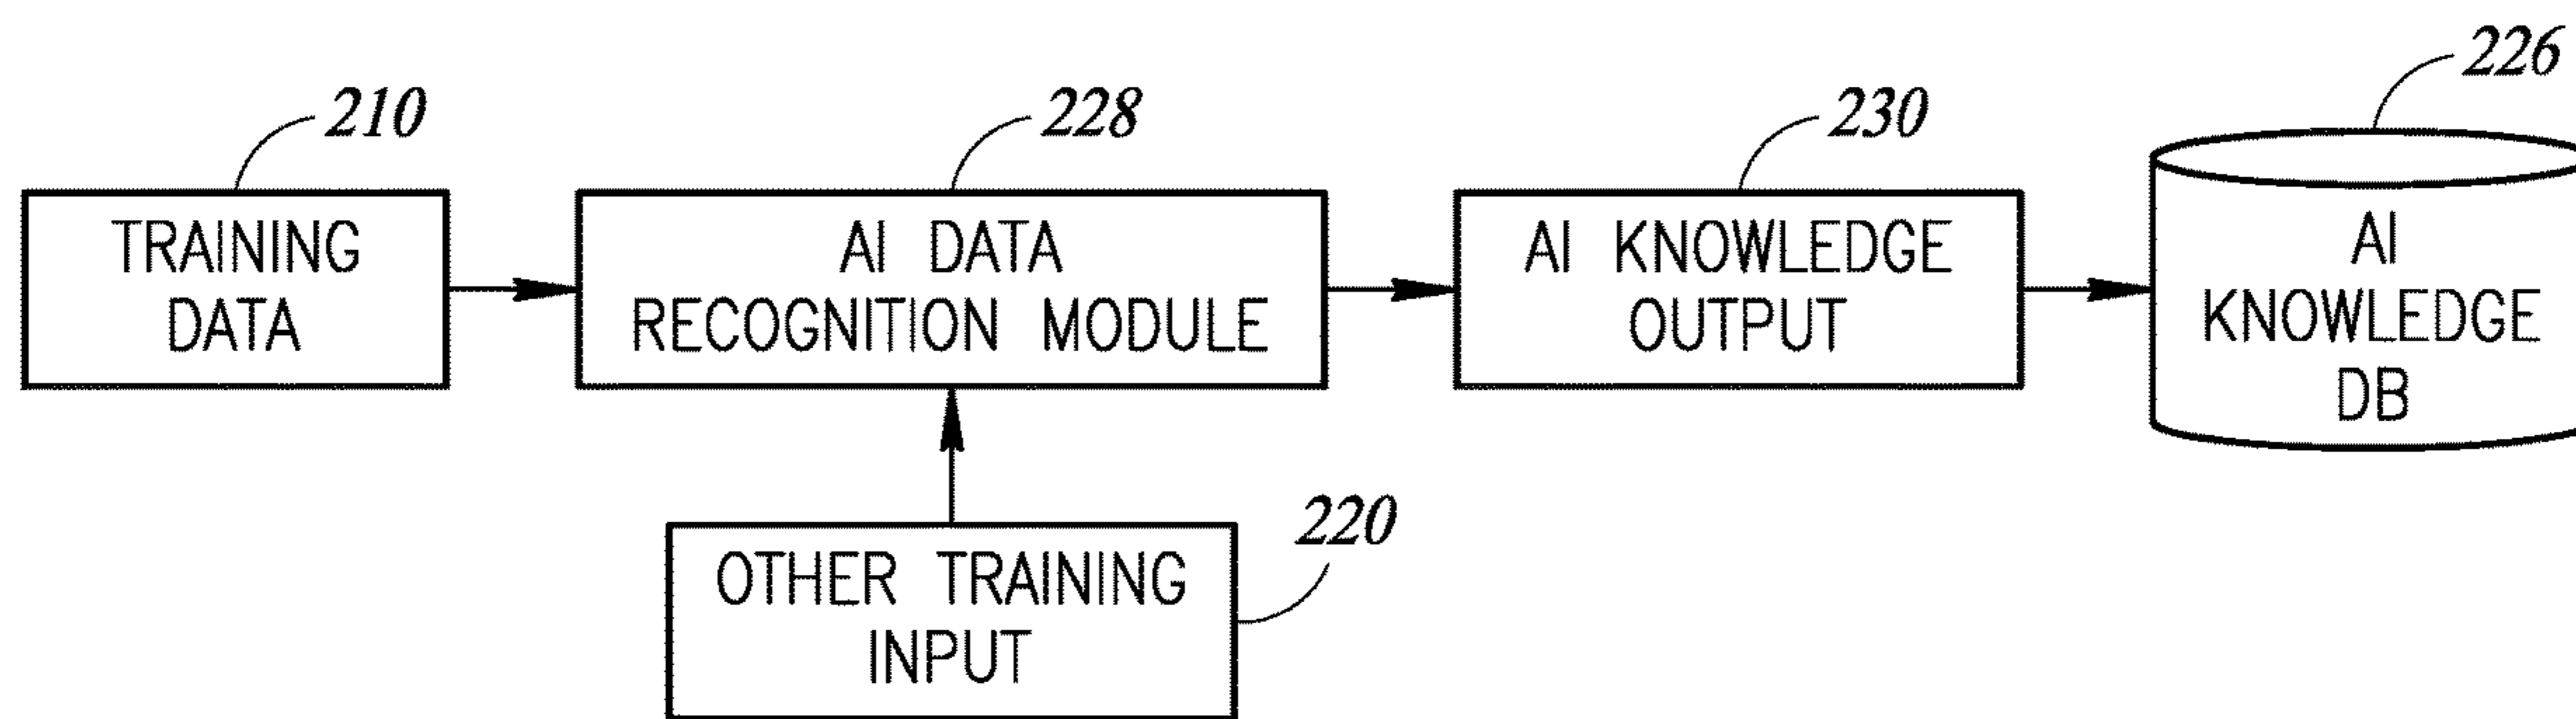 226
210
228
230
TRAINING
DATA
AI DATA
RECOGNITION MODULE
AI KNOWLEDGE
OUTPUT
AI
KNOWLEDGE
DB
220
OTHER TRAINING
INPUT